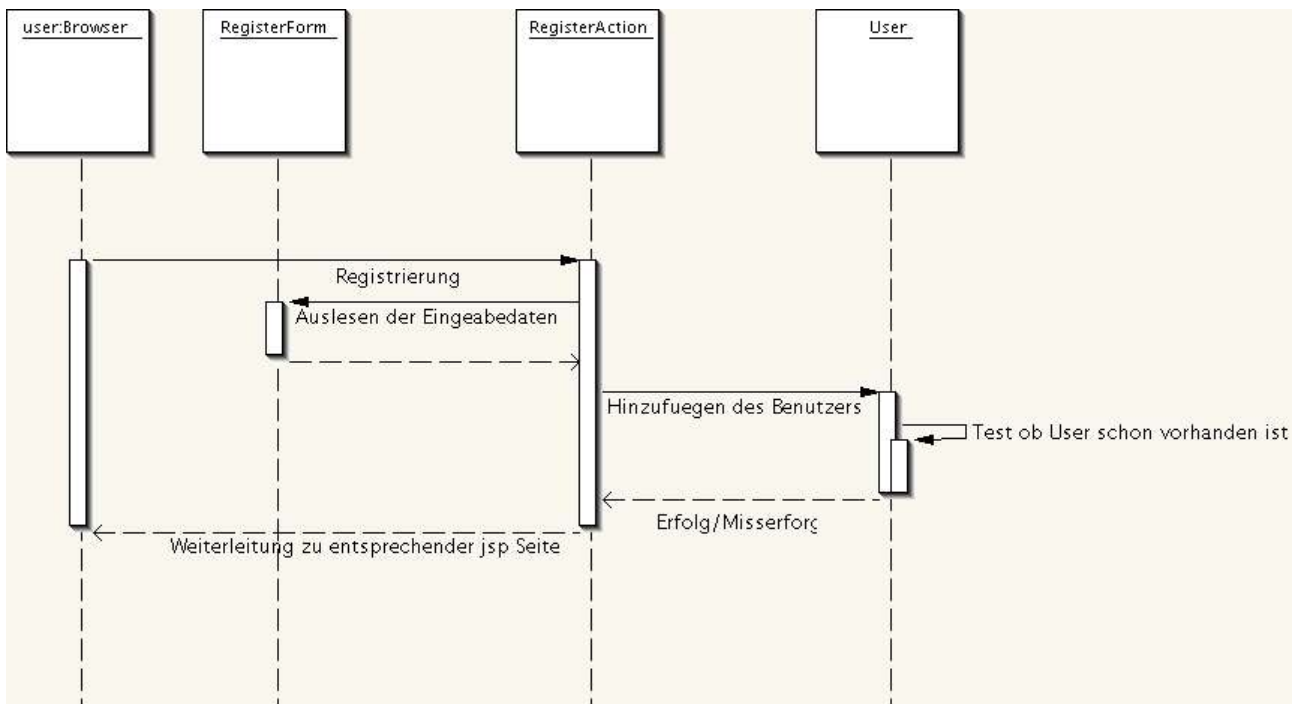 user:Browser
RegisterForm
RegisterAction
User
Registrierung
Auslesen der Eingeabedaten
Hinzufuegen des Benutzers
Test ob User schon vorhanden ist
Erfolg/Misserforg
Weiterleitung zu entsprechender jsp Seite